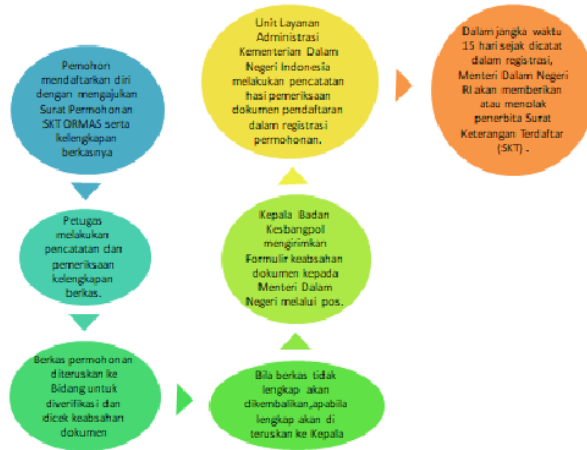 Pemohon
mendaftarkan diri
dengan mengajukan
Surat Permohonan
SKT ORMAS serta
kelengkapan
berkasnya
Petugas
melakukan
pencatatan dan
pemeriksaan
kelengkapan
berkas.
Berkas permohonan
diteruskan ke
Bidang untuk
diverifikasi dan
dicek keabsahan
dokumen
Bila berkas tidak
lengkap akan
dikembalikan,apabila
lengkap akan di
teruskan ke Kepala
Kepala Badan
Kesbangpol
mengirimkan
Formulir keabsahan
dokumen kepada
Menteri Dalam
Negeri melalui pos.
Unit Layanan
Administrasi
Kementerian Dalam
Negeri Indonesia
melakukan pencatatan
hasi pemeriksaan
dokumen pendaftaran
dalam registrasi
permohonan.
Dalam jangka waktu
15 hari sejak dicatat
dalam registrasi,
Menteri Dalam Negeri
RI akan memberikan
atau menolak
penerbita Surat
Keterangan Terdaftar
(SKT) .